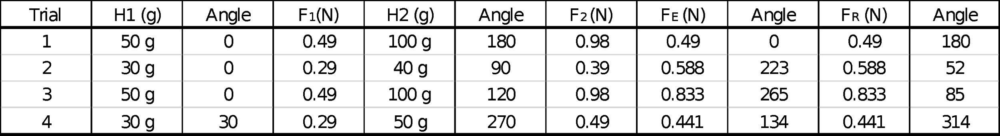 Trial H1 (g) Angle F1(N) H2 (g) Angle F2(N) FE (N) Angle FR (N) Angle
1 50 g 0 0.49 100 g 180 0.98 0.49 0 0.49 180
2 30 g 0 0.29 40 g 90 0.39 0.588 223 0.588 52
3 50 g 0 0.49 100 g 120 0.98 0.833 265 0.833 85
4 30 g 30 0.29 50 g 270 0.49 0.441 134 0.441 314